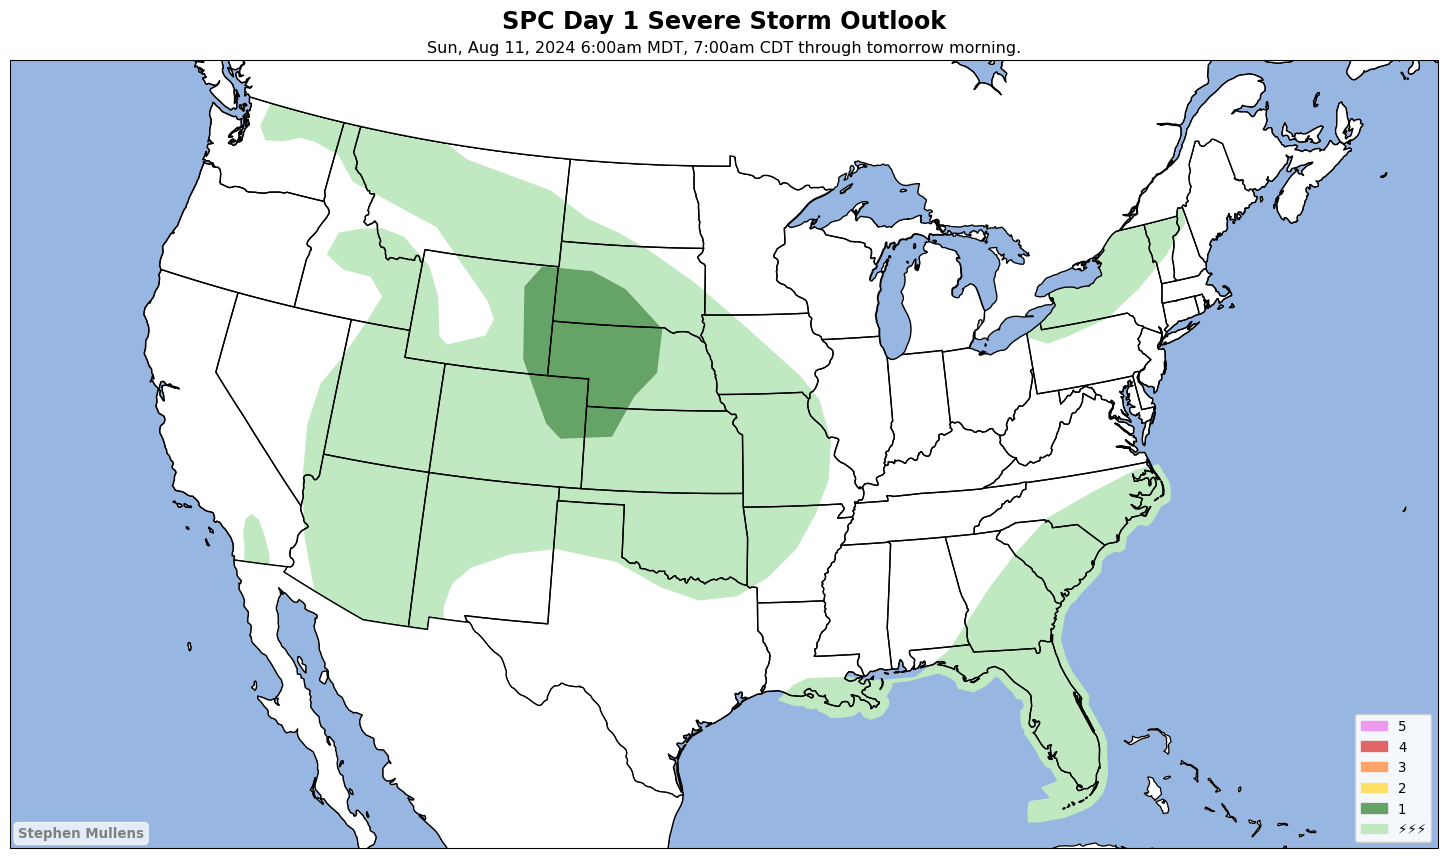 SPC Day 1 Severe Storm Outlook
Sun, Aug 11, 2024 6:00am MDT, 7:00am CDT through tomorrow morning.
5
4
3
2
1
⚡⚡⚡
Stephen Mullens